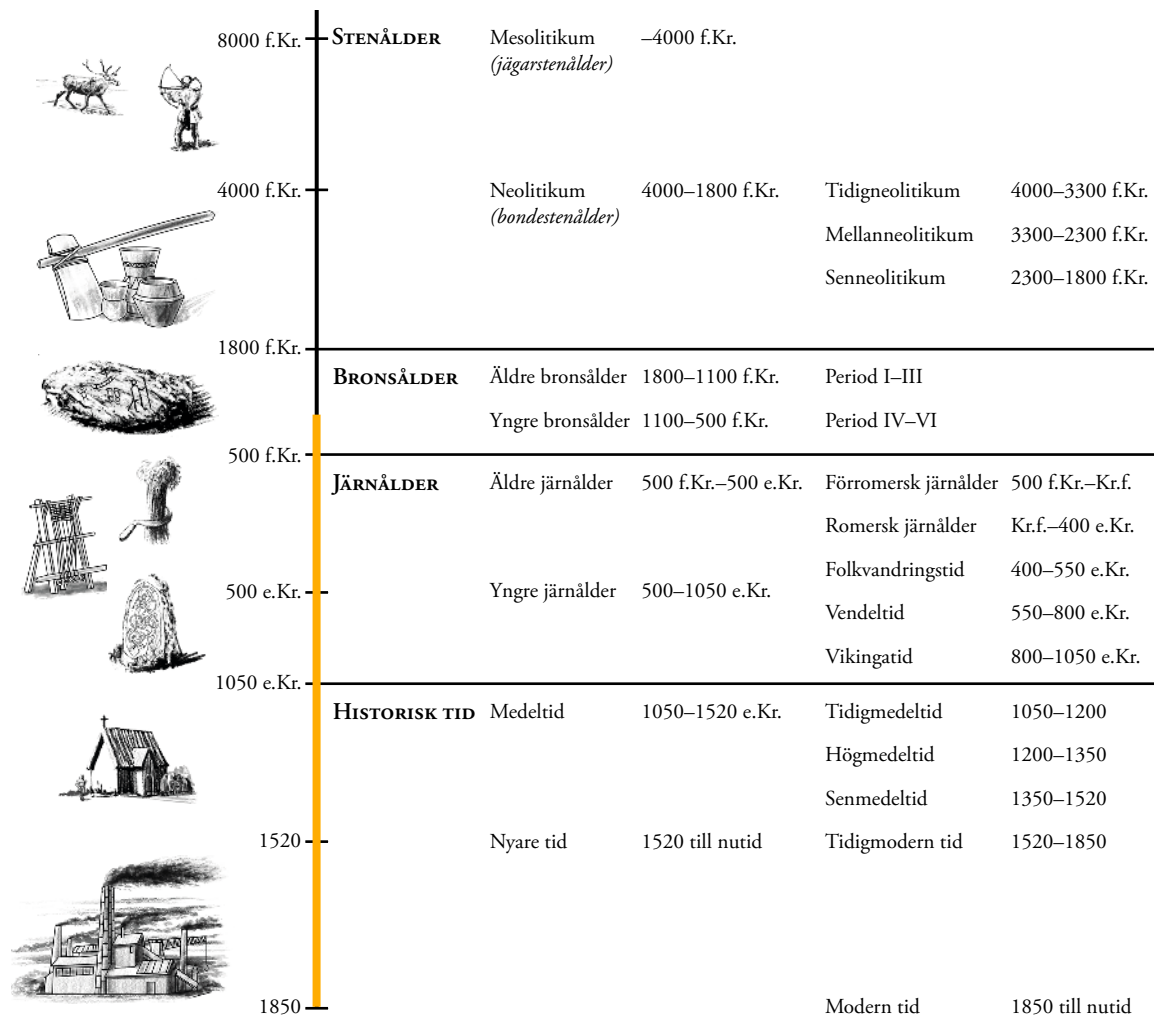 8000 f.Kr. STENÅLDER Mesolitikum –4000 f.Kr.
(jägarstenålder)
4000 f.Kr. Neolitikum 4000–1800 f.Kr. Tidigneolitikum 4000–3300 f.Kr.
(bondestenålder)
Mellanneolitikum 3300–2300 f.Kr.
Senneolitikum 2300–1800 f.Kr.
1800 f.Kr.
BRONSÅLDER Äldre bronsålder 1800–1100 f.Kr. Period I–III
Yngre bronsålder 1100–500 f.Kr. Period IV–VI
500 f.Kr.
JÄRNÅLDER Äldre järnålder 500 f.Kr.–500 e.Kr. Förromersk järnålder 500 f.Kr.–Kr.f.
Romersk järnålder Kr.f.–400 e.Kr.
Folkvandringstid 400–550 e.Kr.
500 e.Kr. Yngre järnålder 500–1050 e.Kr.
Vendeltid 550–800 e.Kr.
Vikingatid 800–1050 e.Kr.
1050 e.Kr.
HISTORISK TID Medeltid 1050–1520 e.Kr. Tidigmedeltid 1050–1200
Högmedeltid 1200–1350
Senmedeltid 1350–1520
1520 Nyare tid 1520 till nutid Tidigmodern tid 1520–1850
1850 Modern tid 1850 till nutid